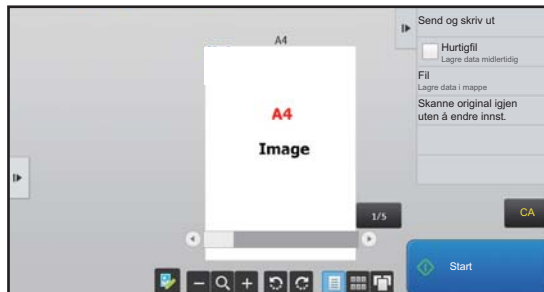 A4
A4
Image
1/5
Send og skriv ut
Hurtigfil
Lagre data midlertidig
Fil
Lagre data i mappe
Skanne original igjen
uten å endre innst.
CA
Start